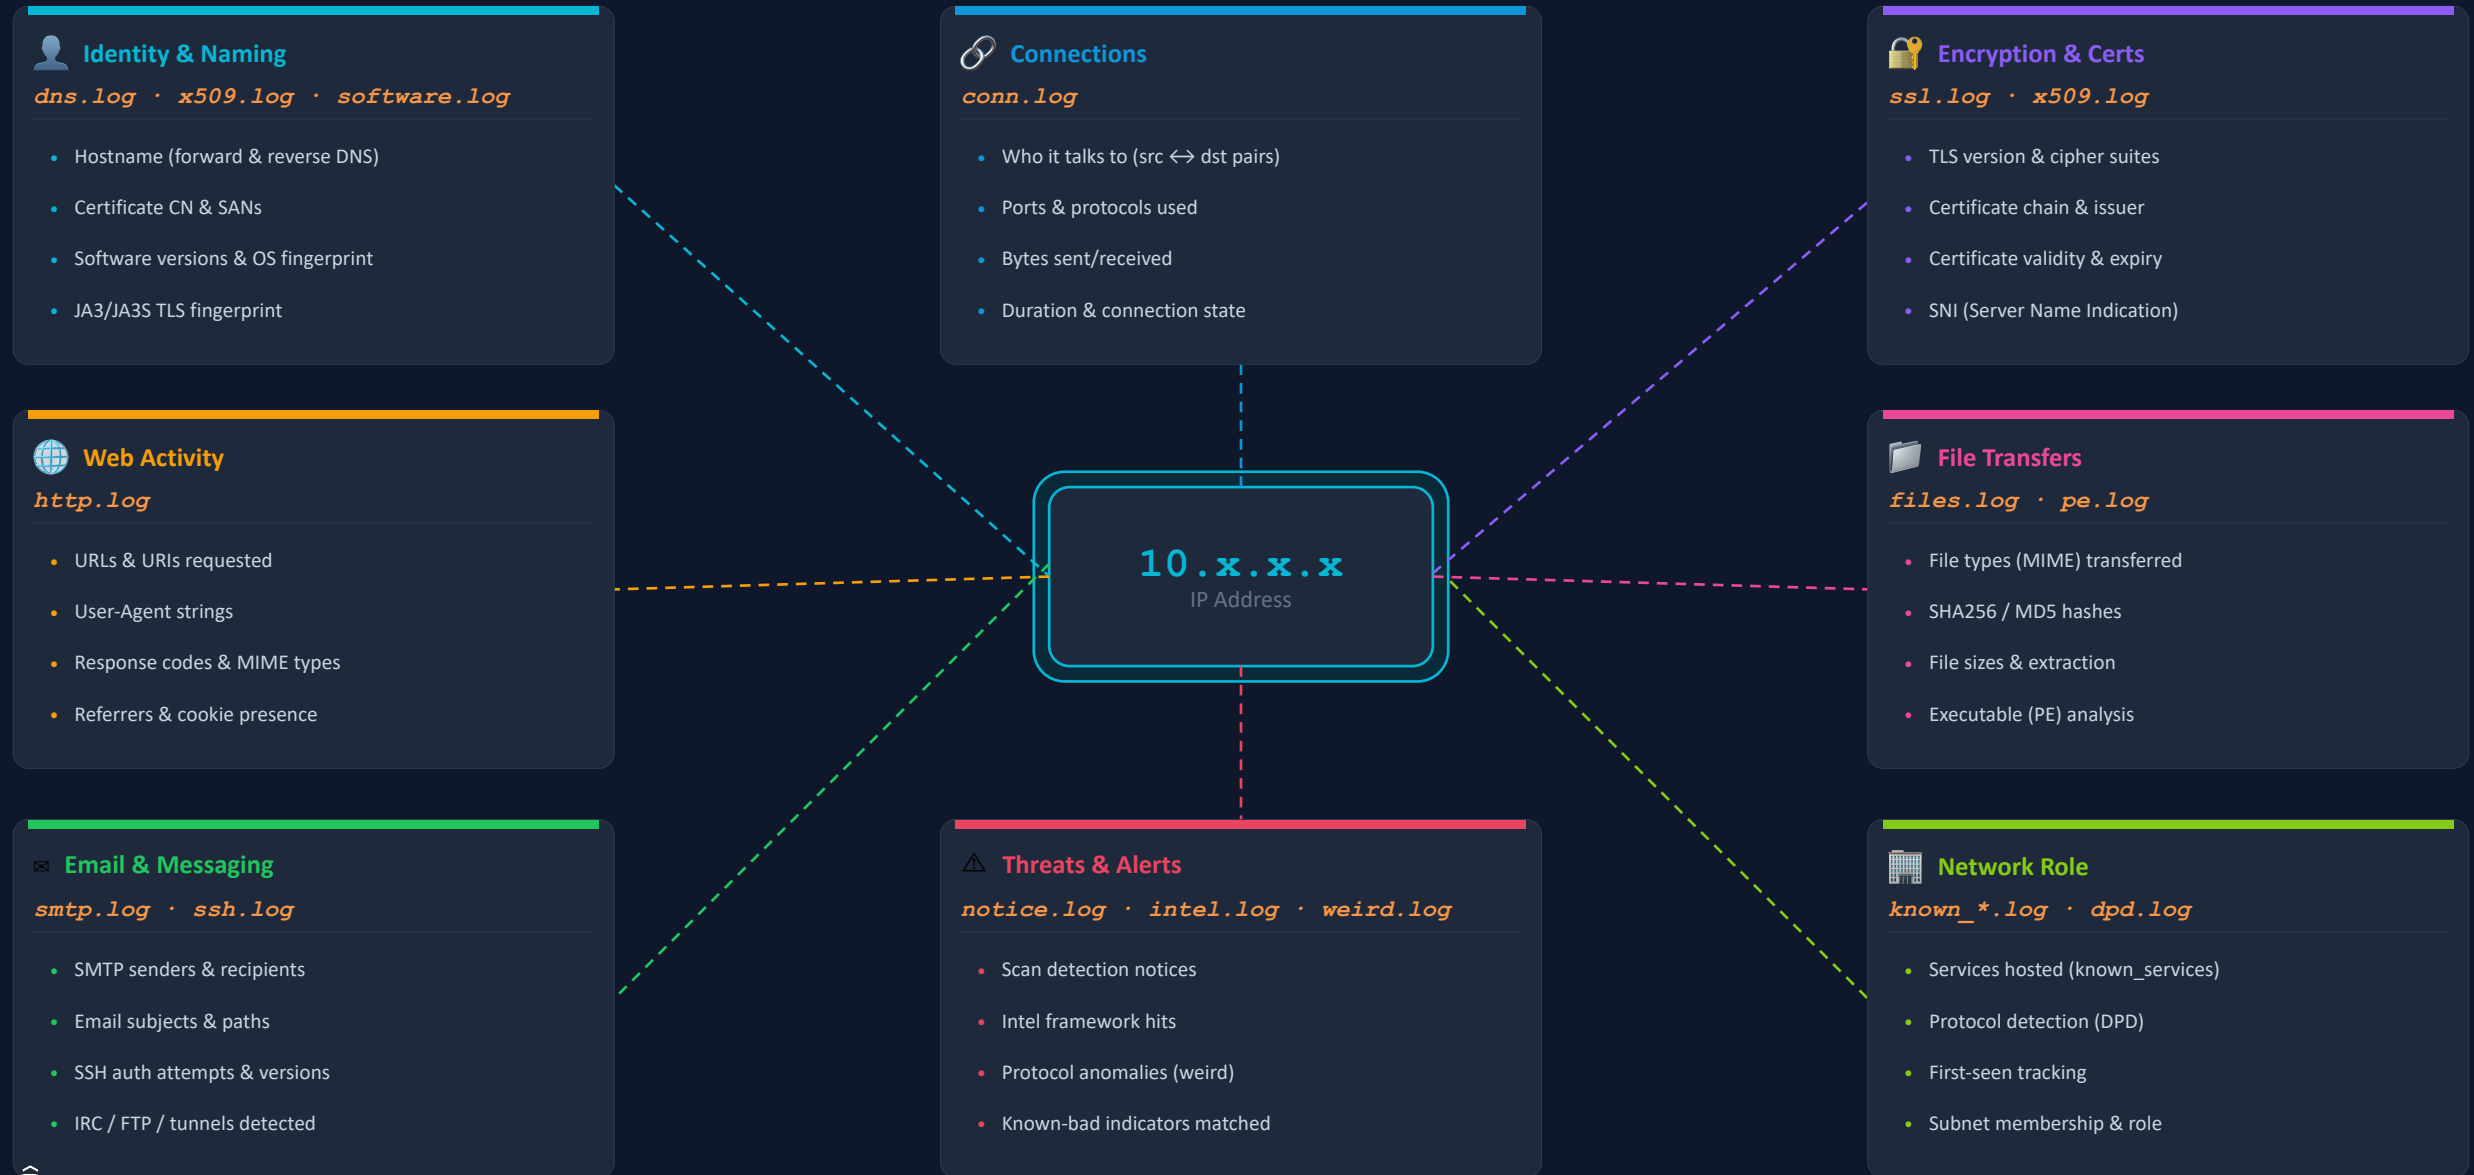 Identity & Naming
dns.log · x509.log · software.log
• Hostname (forward & reverse DNS)
• Certificate CN & SANs
• Software versions & OS fingerprint
• JA3/JA3S TLS fingerprint
Connections
conn.log
• Who it talks to (src ↔ dst pairs)
• Ports & protocols used
• Bytes sent/received
• Duration & connection state
Encryption & Certs
ssl.log · x509.log
• TLS version & cipher suites
• Certificate chain & issuer
• Certificate validity & expiry
• SNI (Server Name Indication)
Web Activity
http.log
• URLs & URIs requested
• User-Agent strings
• Response codes & MIME types
• Referrers & cookie presence
10.x.x.x
IP Address
File Transfers
files.log · pe.log
• File types (MIME) transferred
• SHA256 / MD5 hashes
• File sizes & extraction
• Executable (PE) analysis
Email & Messaging
smtp.log · ssh.log
• SMTP senders & recipients
• Email subjects & paths
• SSH auth attempts & versions
• IRC / FTP / tunnels detected
Threats & Alerts
notice.log · intel.log · weird.log
• Scan detection notices
• Intel framework hits
• Protocol anomalies (weird)
• Known-bad indicators matched
Network Role
known_*.log · dpd.log
• Services hosted (known_services)
• Protocol detection (DPD)
• First-seen tracking
• Subnet membership & role